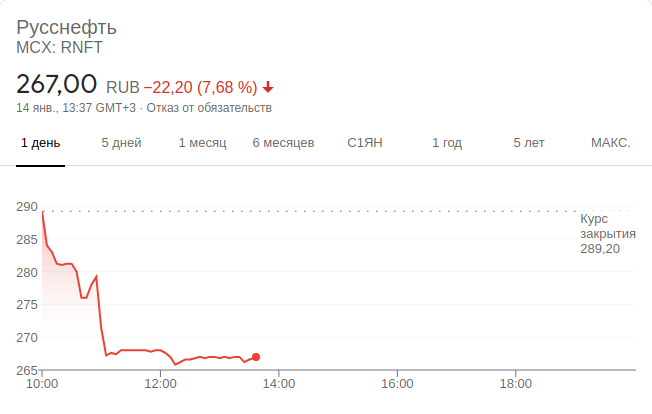 Русснефть
MCX: RNFT
267,00 RUB −22,20 (7,68 %)
14 янв., 13:37 GMT+3 · Отказ от обязательств
1 день 5 дней 1 месяц 6 месяцев С1ЯН 1 год 5 лет МАКС.
290
Курс
закрытия
289,20
285
280
275
270
265
10:00 12:00 14:00 16:00 18:00